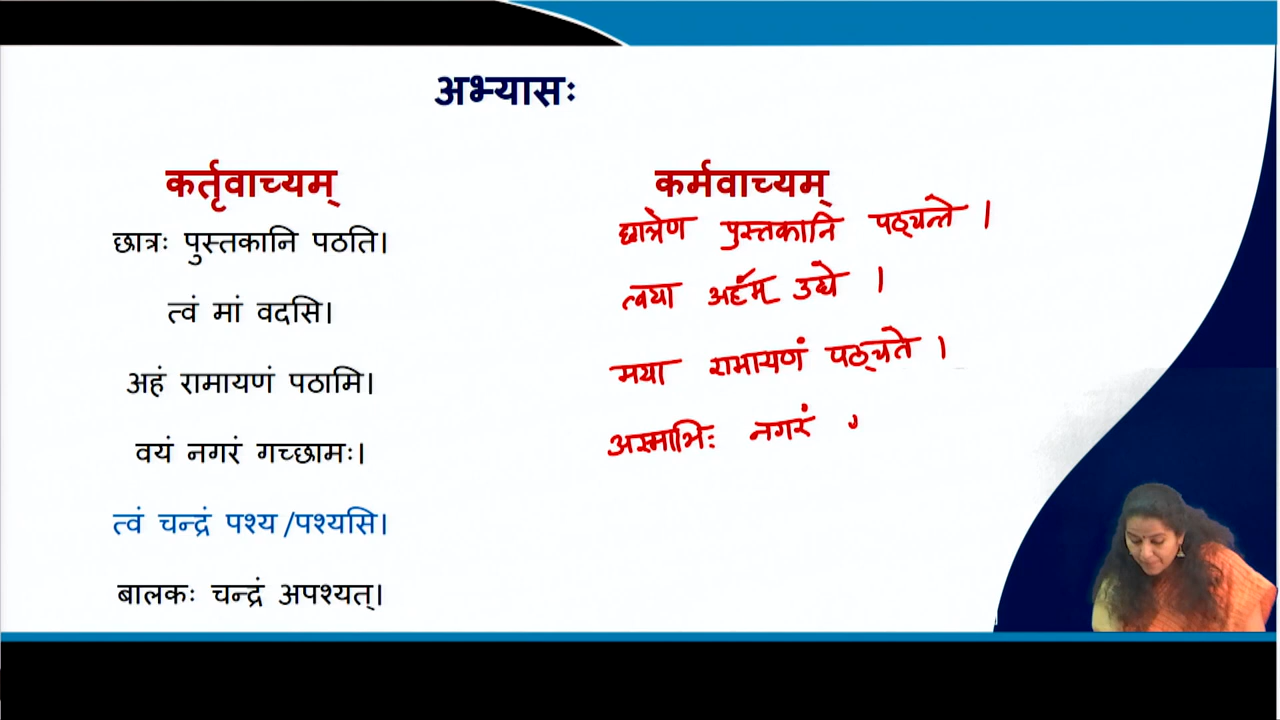 अभ्यासः
कर्तृवाच्यम्
कर्मवाच्यम्
छात्रः पुस्तकानि पठति।
छात्रेण पुस्तकानि पठ्यन्ते ।
त्वं मां वदसि।
त्वया अहम् उद्ये ।
अहं रामायणं पठामि।
मया रामायणं पठ्यते ।
वयं नगरं गच्छामः।
अस्माभिः नगरं
त्वं चन्द्रं पश्य /पश्यसि।
बालकः चन्द्रं अपश्यत्।